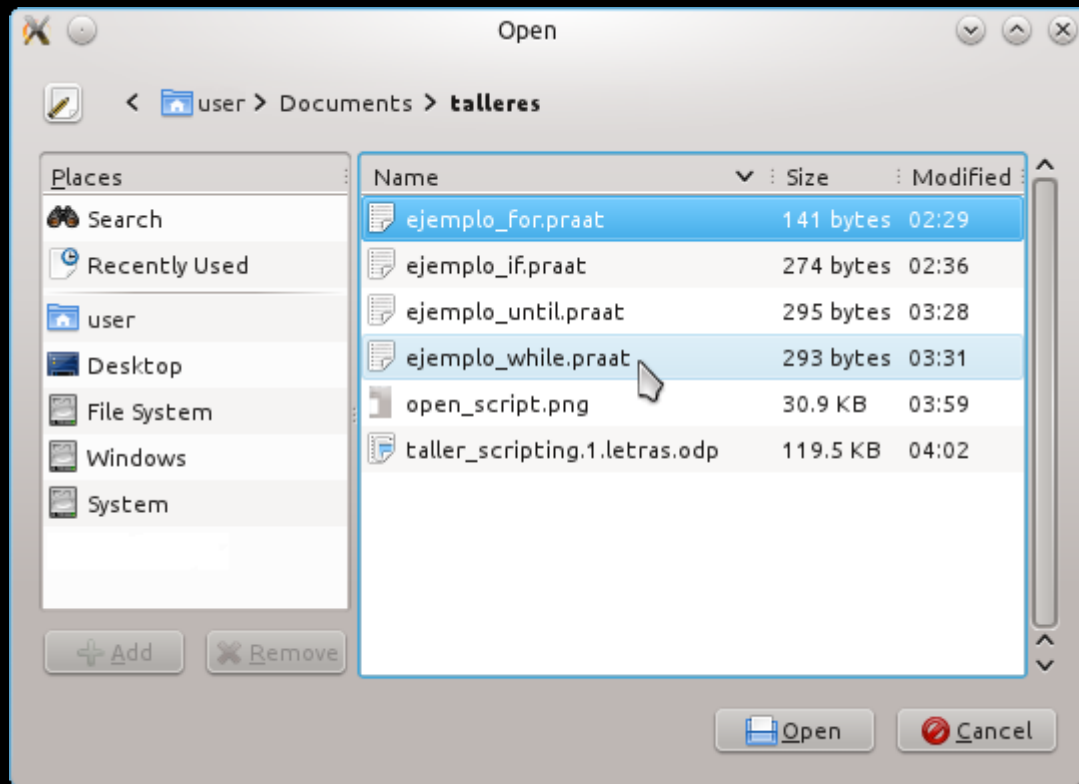 Open
user > Documents > talleres
Places
Search
Recently Used
user
Desktop
File System
Windows
System
Add
Remove
Name Size Modified
ejemplo_for.praat 141 bytes 02:29
ejemplo_if.praat 274 bytes 02:36
ejemplo_until.praat 295 bytes 03:28
ejemplo_while.praat 293 bytes 03:31
open_script.png 30.9 KB 03:59
taller_scripting.1.letras.odp 119.5 KB 04:02
Open
Cancel